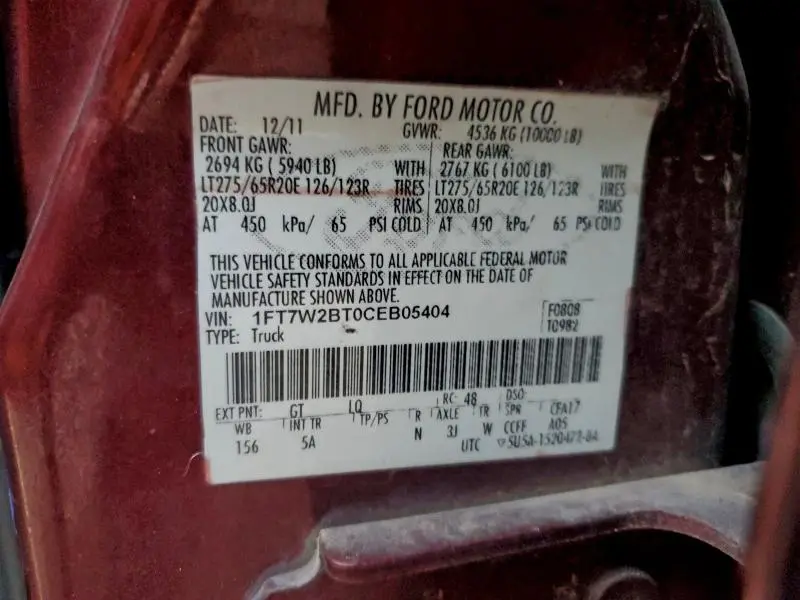 MFD. BY FORD MOTOR CO.
DATE: 12/11 GVWR: 4536 KG (10000 LB)
FRONT GAWR: REAR GAWR:
2694 KG ( 5940 LB) WITH 2767 KG ( 6100 LB) WITH
LT275/65R20E 126/123R TIRES LT275/65R20E 126/123R TIRES
20X8.0J RIMS 20X8.0J RIMS
AT 450 kPa/ 65 PSI COLD AT 450 kPa/ 65 PSI COLD
THIS VEHICLE CONFORMS TO ALL APPLICABLE FEDERAL MOTOR
VEHICLE SAFETY STANDARDS IN EFFECT ON THE DATE OF
MANUFACTURE SHOWN ABOVE.
VIN: 1FT7W2BT0CEB05404 F0808
TYPE: Truck T0982
EXT PNT: GT LQ RC: 48 DSO:
WB INT TR TP/PS R AXLE TR SPR CFA17
156 5A N 3J W CCFF A05
UTC